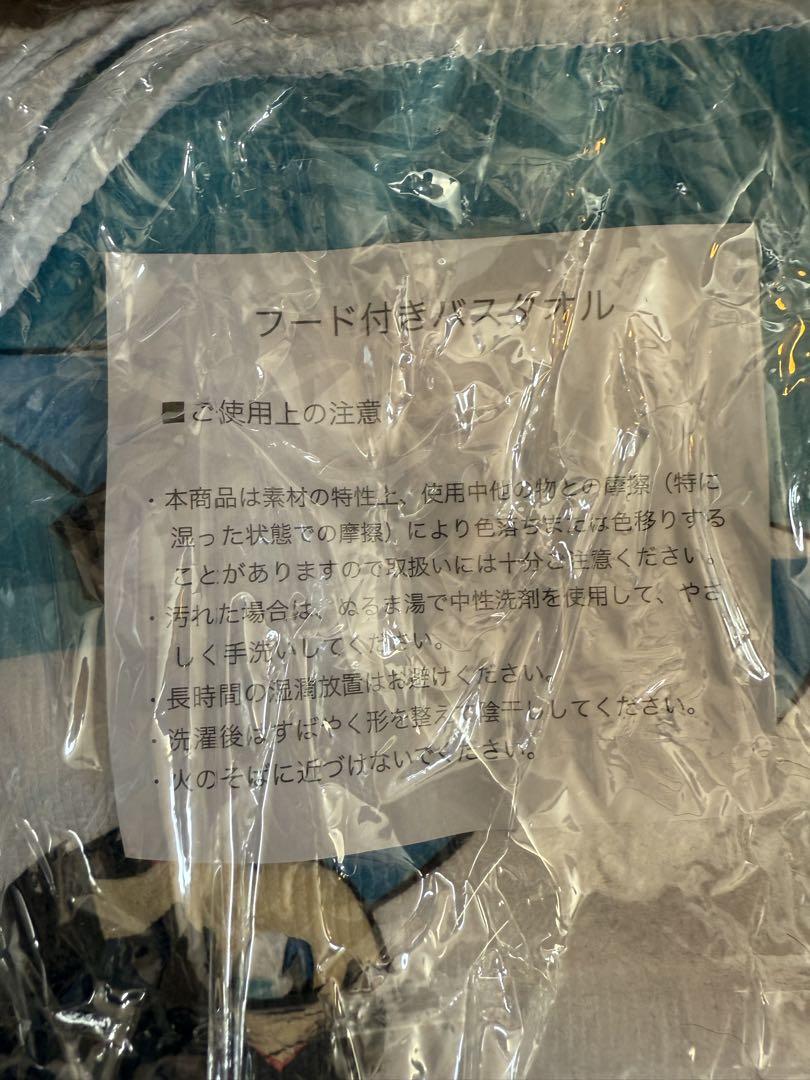 フード付きバスタオル
■ご使用上の注意
・本商品は素材の特性上、使用中他の物との摩擦（特に
湿った状態での摩擦）により色落ちまたは色移りする
ことがありますので取扱いには十分ご注意ください。
・汚れた場合は、ぬるま湯で中性洗剤を使用して、やさ
しく手洗いしてください。
・長時間の湿潤放置はお避けください。
・洗濯後はすばやく形を整えて陰干ししてください。
・火のそばに近づけないでください。